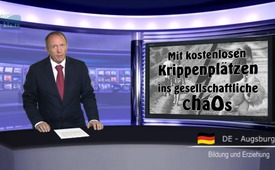 Mit kostenlosen
Krippenplätzen
ins gesellschaftliche
chaOs
DE - Augsburg
Bildung und Erziehung